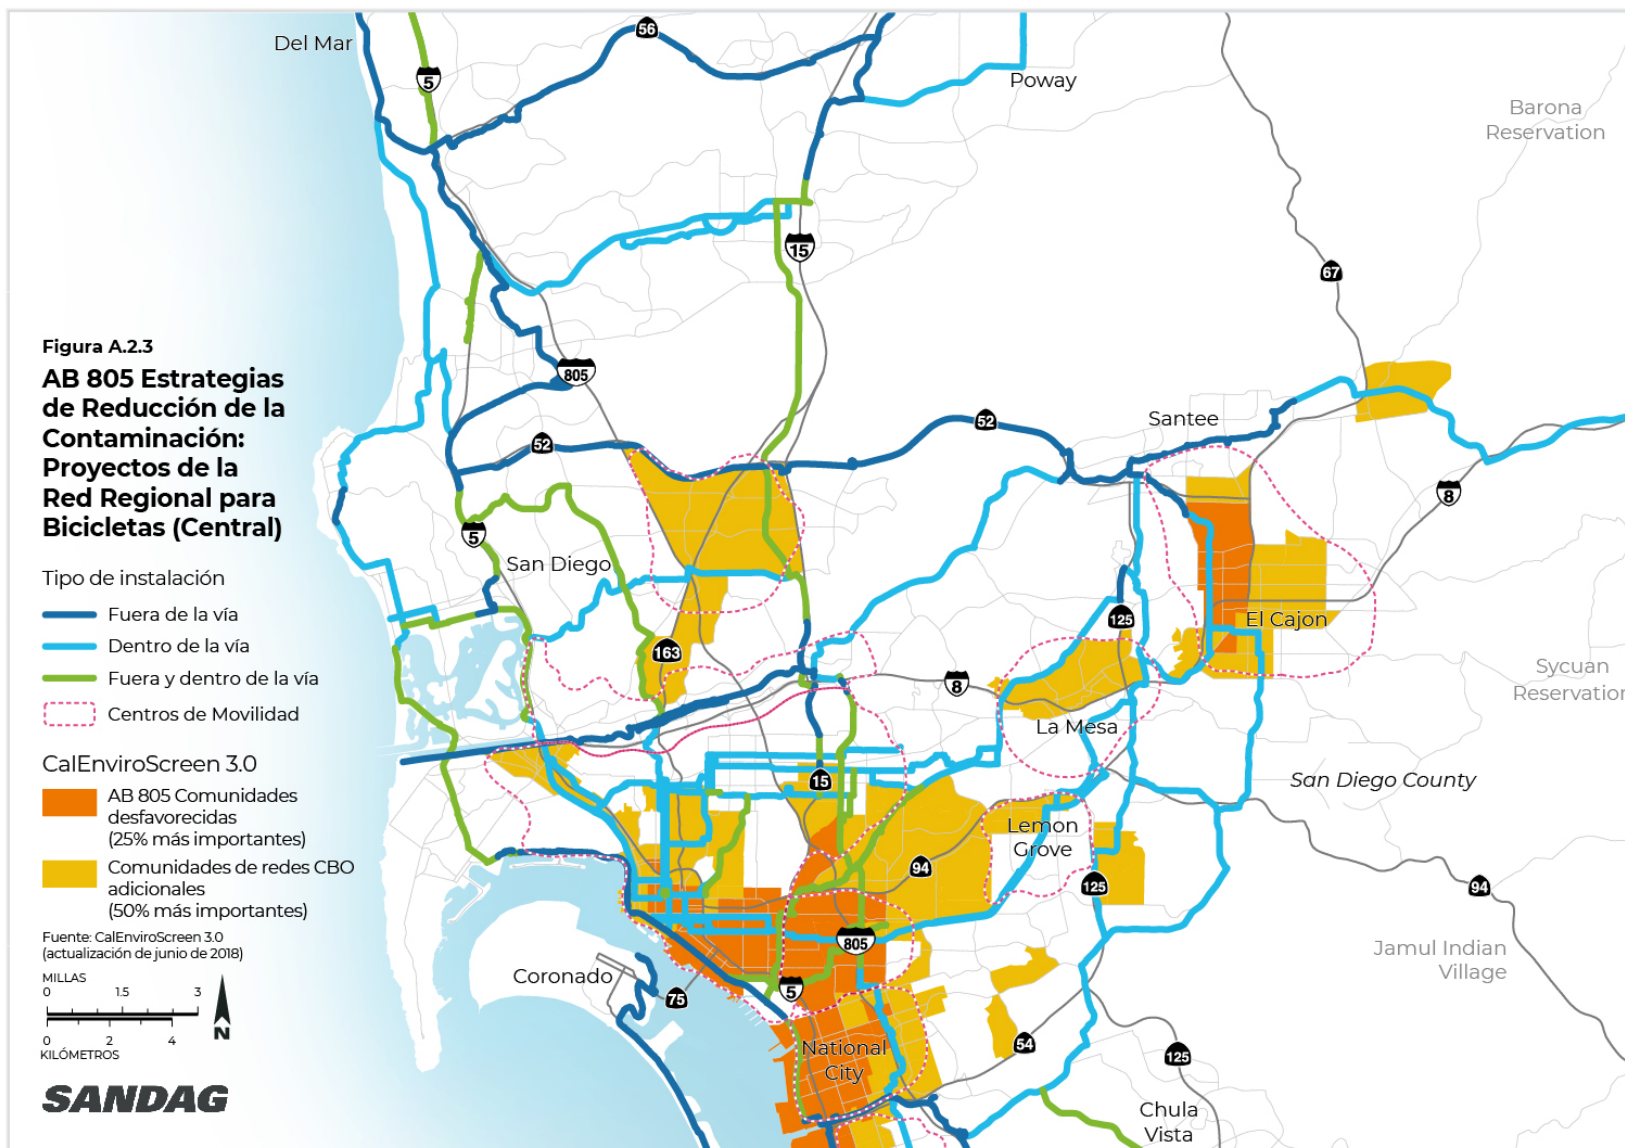 Figura A.2.3
AB 805 Estrategias
de Reducción de la
Contaminación:
Proyectos de la
Red Regional para
Bicicletas (Central)
Tipo de instalación
Fuera de la vía
Dentro de la vía
Fuera y dentro de la vía
Centros de Movilidad
CalEnviroScreen 3.0
AB 805 Comunidades
desfavorecidas
(25% más importantes)
Comunidades de redes CBO
adicionales
(50% más importantes)
Fuente: CalEnviroScreen 3.0
(actualización de junio de 2018)
MILLAS
0 1.5 3
0 2 4
KILÓMETROS
N
SANDAG
Del Mar
56
5
Poway
Barona
Reservation
15
67
805
52
52
Santee
8
5
San Diego
125
El Cajon
163
8
Sycuan
Reservation
La Mesa
15
San Diego County
Lemon
Grove
94
125
94
805
Jamul Indian
Village
Coronado
75
5
54
National
City
125
Chula
Vista